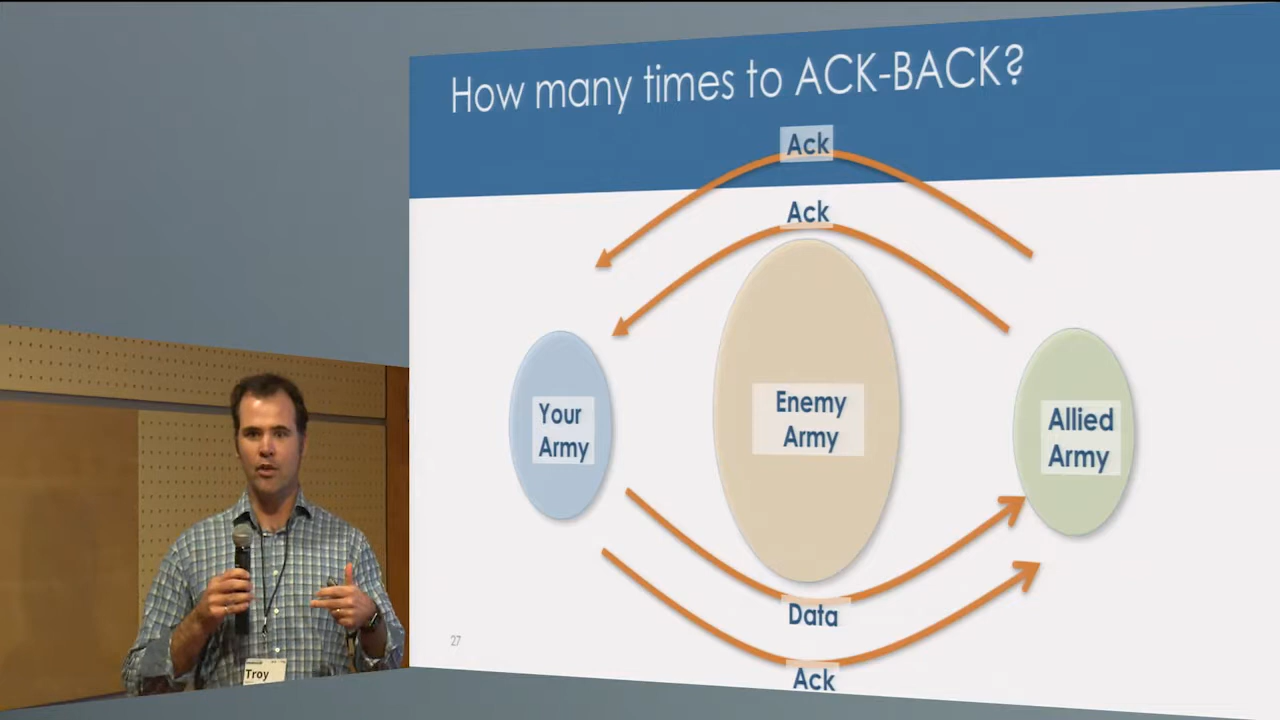 How many times to ACK-BACK?
Ack
Ack
Your
Army
Enemy
Army
Allied
Army
Data
Ack
27
Troy